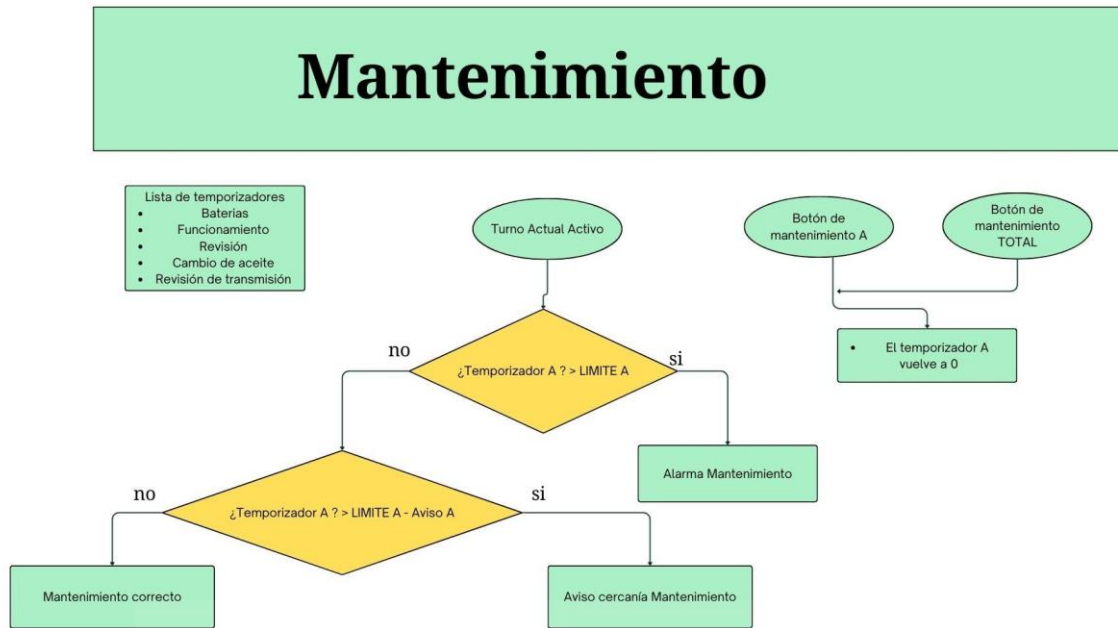 Mantenimiento
Lista de temporizadores
• Baterias
• Funcionamiento
• Revisión
• Cambio de aceite
• Revisión de transmisión
Turno Actual Activo
Botón de
mantenimiento A
Botón de
mantenimiento
TOTAL
• El temporizador A
vuelve a 0
no
si
¿Temporizador A ? > LIMITE A
Alarma Mantenimiento
no
si
¿Temporizador A ? > LIMITE A - Aviso A
Mantenimiento correcto
Aviso cercanía Mantenimiento